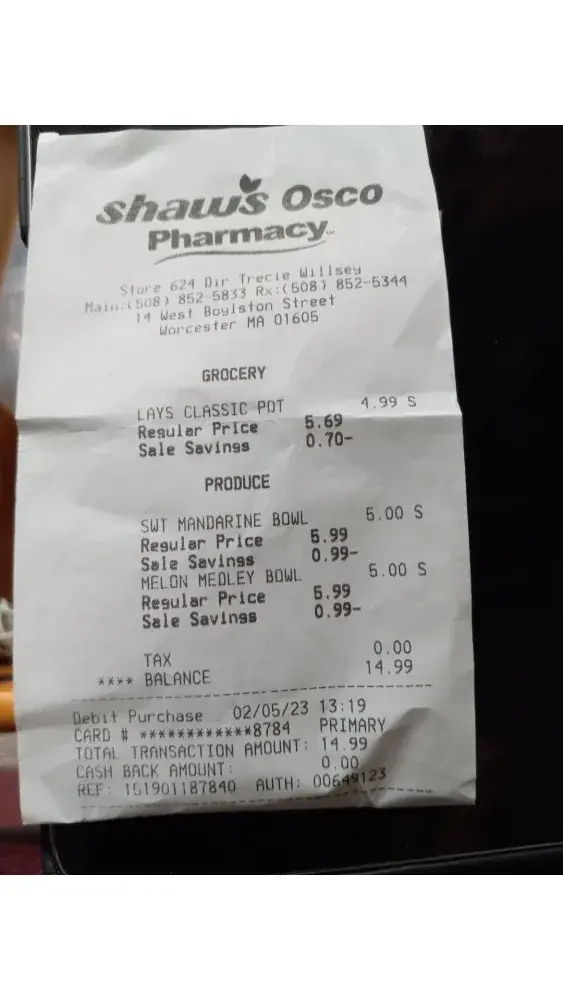 shaw's Osco
Pharmacy
Store 624 Dir Trecie Willsey
Main:(508) 852-5833 Rx:(508) 852-5344
14 West Boylston Street
Worcester MA 01605
GROCERY
LAYS CLASSIC POT 4.99 S
Regular Price 5.69
Sale Savings 0.70-
PRODUCE
SWT MANDARINE BOWL 5.00 S
Regular Price 5.99
Sale Savings 0.99-
MELON MEDLEY BOWL 5.00 S
Regular Price 5.99
Sale Savings 0.99-
TAX 0.00
**** BALANCE 14.99
Debit Purchase 02/05/23 13:19
CARD # ************8784 PRIMARY
TOTAL TRANSACTION AMOUNT: 14.99
CASH BACK AMOUNT: 0.00
REF: 151901187840 AUTH: 00649123